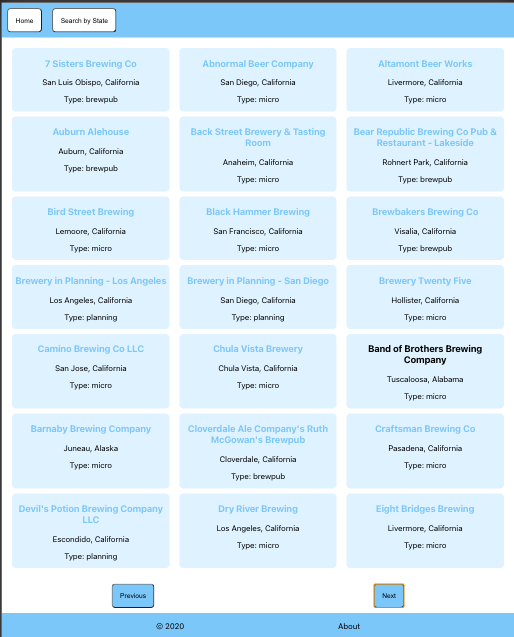 Home
Search by State
7 Sisters Brewing Co
San Luis Obispo, California
Type: brewpub
Abnormal Beer Company
San Diego, California
Type: micro
Altamont Beer Works
Livermore, California
Type: micro
Auburn Alehouse
Auburn, California
Type: brewpub
Back Street Brewery & Tasting
Room
Anaheim, California
Type: micro
Bear Republic Brewing Co Pub &
Restaurant - Lakeside
Rohnert Park, California
Type: brewpub
Bird Street Brewing
Lemoore, California
Type: micro
Black Hammer Brewing
San Francisco, California
Type: micro
Brewbakers Brewing Co
Visalia, California
Type: brewpub
Brewery in Planning - Los Angeles
Los Angeles, California
Type: planning
Brewery in Planning - San Diego
San Diego, California
Type: planning
Brewery Twenty Five
Hollister, California
Type: micro
Camino Brewing Co LLC
San Jose, California
Type: micro
Chula Vista Brewery
Chula Vista, California
Type: micro
Band of Brothers Brewing
Company
Tuscaloosa, Alabama
Type: micro
Barnaby Brewing Company
Juneau, Alaska
Type: micro
Cloverdale Ale Company's Ruth
McGowan's Brewpub
Cloverdale, California
Type: brewpub
Craftsman Brewing Co
Pasadena, California
Type: micro
Devil's Potion Brewing Company
LLC
Escondido, California
Type: planning
Dry River Brewing
Los Angeles, California
Type: micro
Eight Bridges Brewing
Livermore, California
Type: micro
Previous
Next
© 2020
About